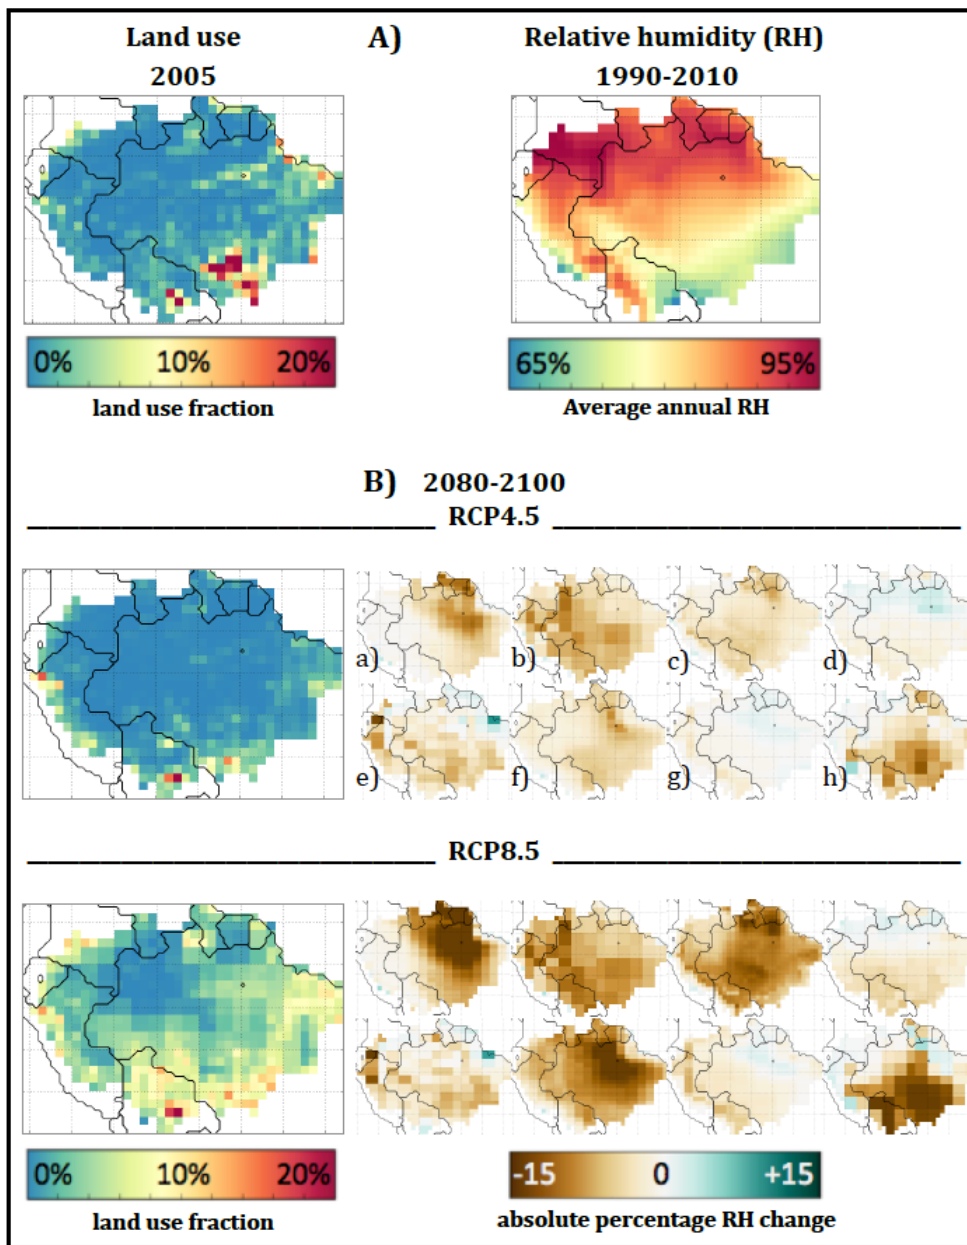 Land use A) Relative humidity (RH)
2005 1990-2010
0% 10% 20% 65% 95%
land use fraction Average annual RH
B) 2080-2100
RCP4.5
a) b) c) d)
e) f) g) h)
RCP8.5
0% 10% 20% -15 0 +15
land use fraction absolute percentage RH change